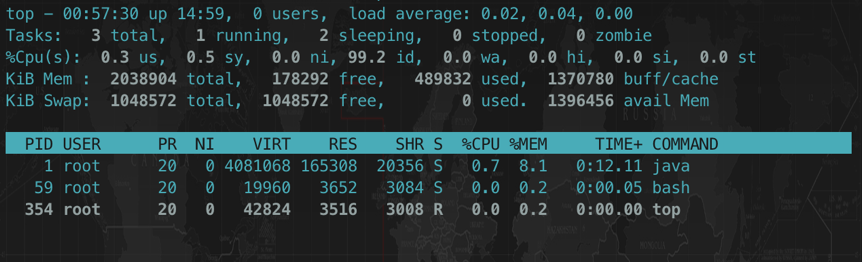 top - 00:57:30 up 14:59,  0 users,  load average: 0.02, 0.04, 0.00
Tasks:   3 total,   1 running,   2 sleeping,   0 stopped,   0 zombie
%Cpu(s):  0.3 us,  0.5 sy,  0.0 ni, 99.2 id,  0.0 wa,  0.0 hi,  0.0 si,  0.0 st
KiB Mem :  2038904 total,   178292 free,   489832 used,  1370780 buff/cache
KiB Swap:  1048572 total,  1048572 free,        0 used.  1396456 avail Mem
PID USER      PR  NI    VIRT    RES    SHR S  %CPU %MEM     TIME+ COMMAND
1 root      20   0 4081068 165308  20356 S   0.7  8.1   0:12.11 java
59 root      20   0   19960   3652   3084 S   0.0  0.2   0:00.05 bash
354 root      20   0   42824   3516   3008 R   0.0  0.2   0:00.00 top